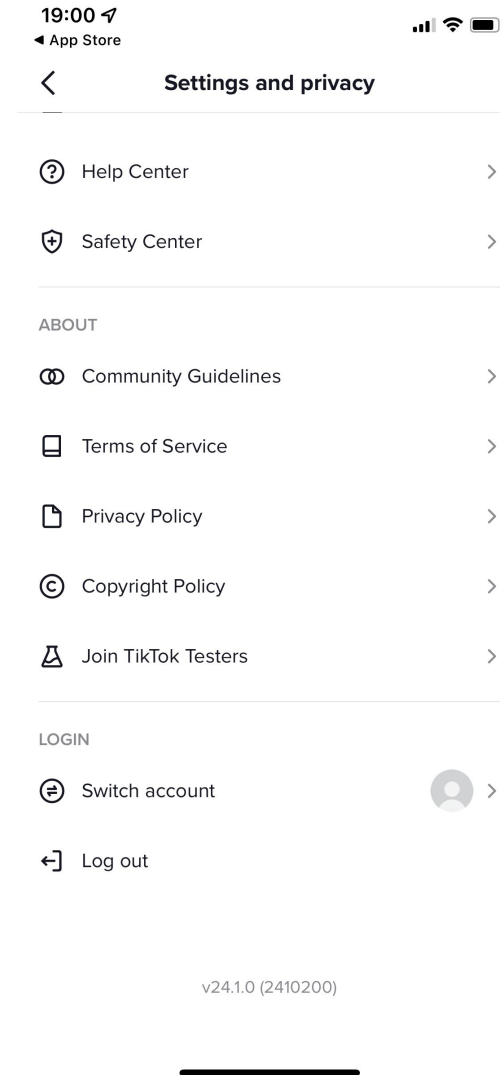 19:00
App Store
Settings and privacy
Help Center
Safety Center
ABOUT
Community Guidelines
Terms of Service
Privacy Policy
Copyright Policy
Join TikTok Testers
LOGIN
Switch account
Log out
v24.1.0 (2410200)